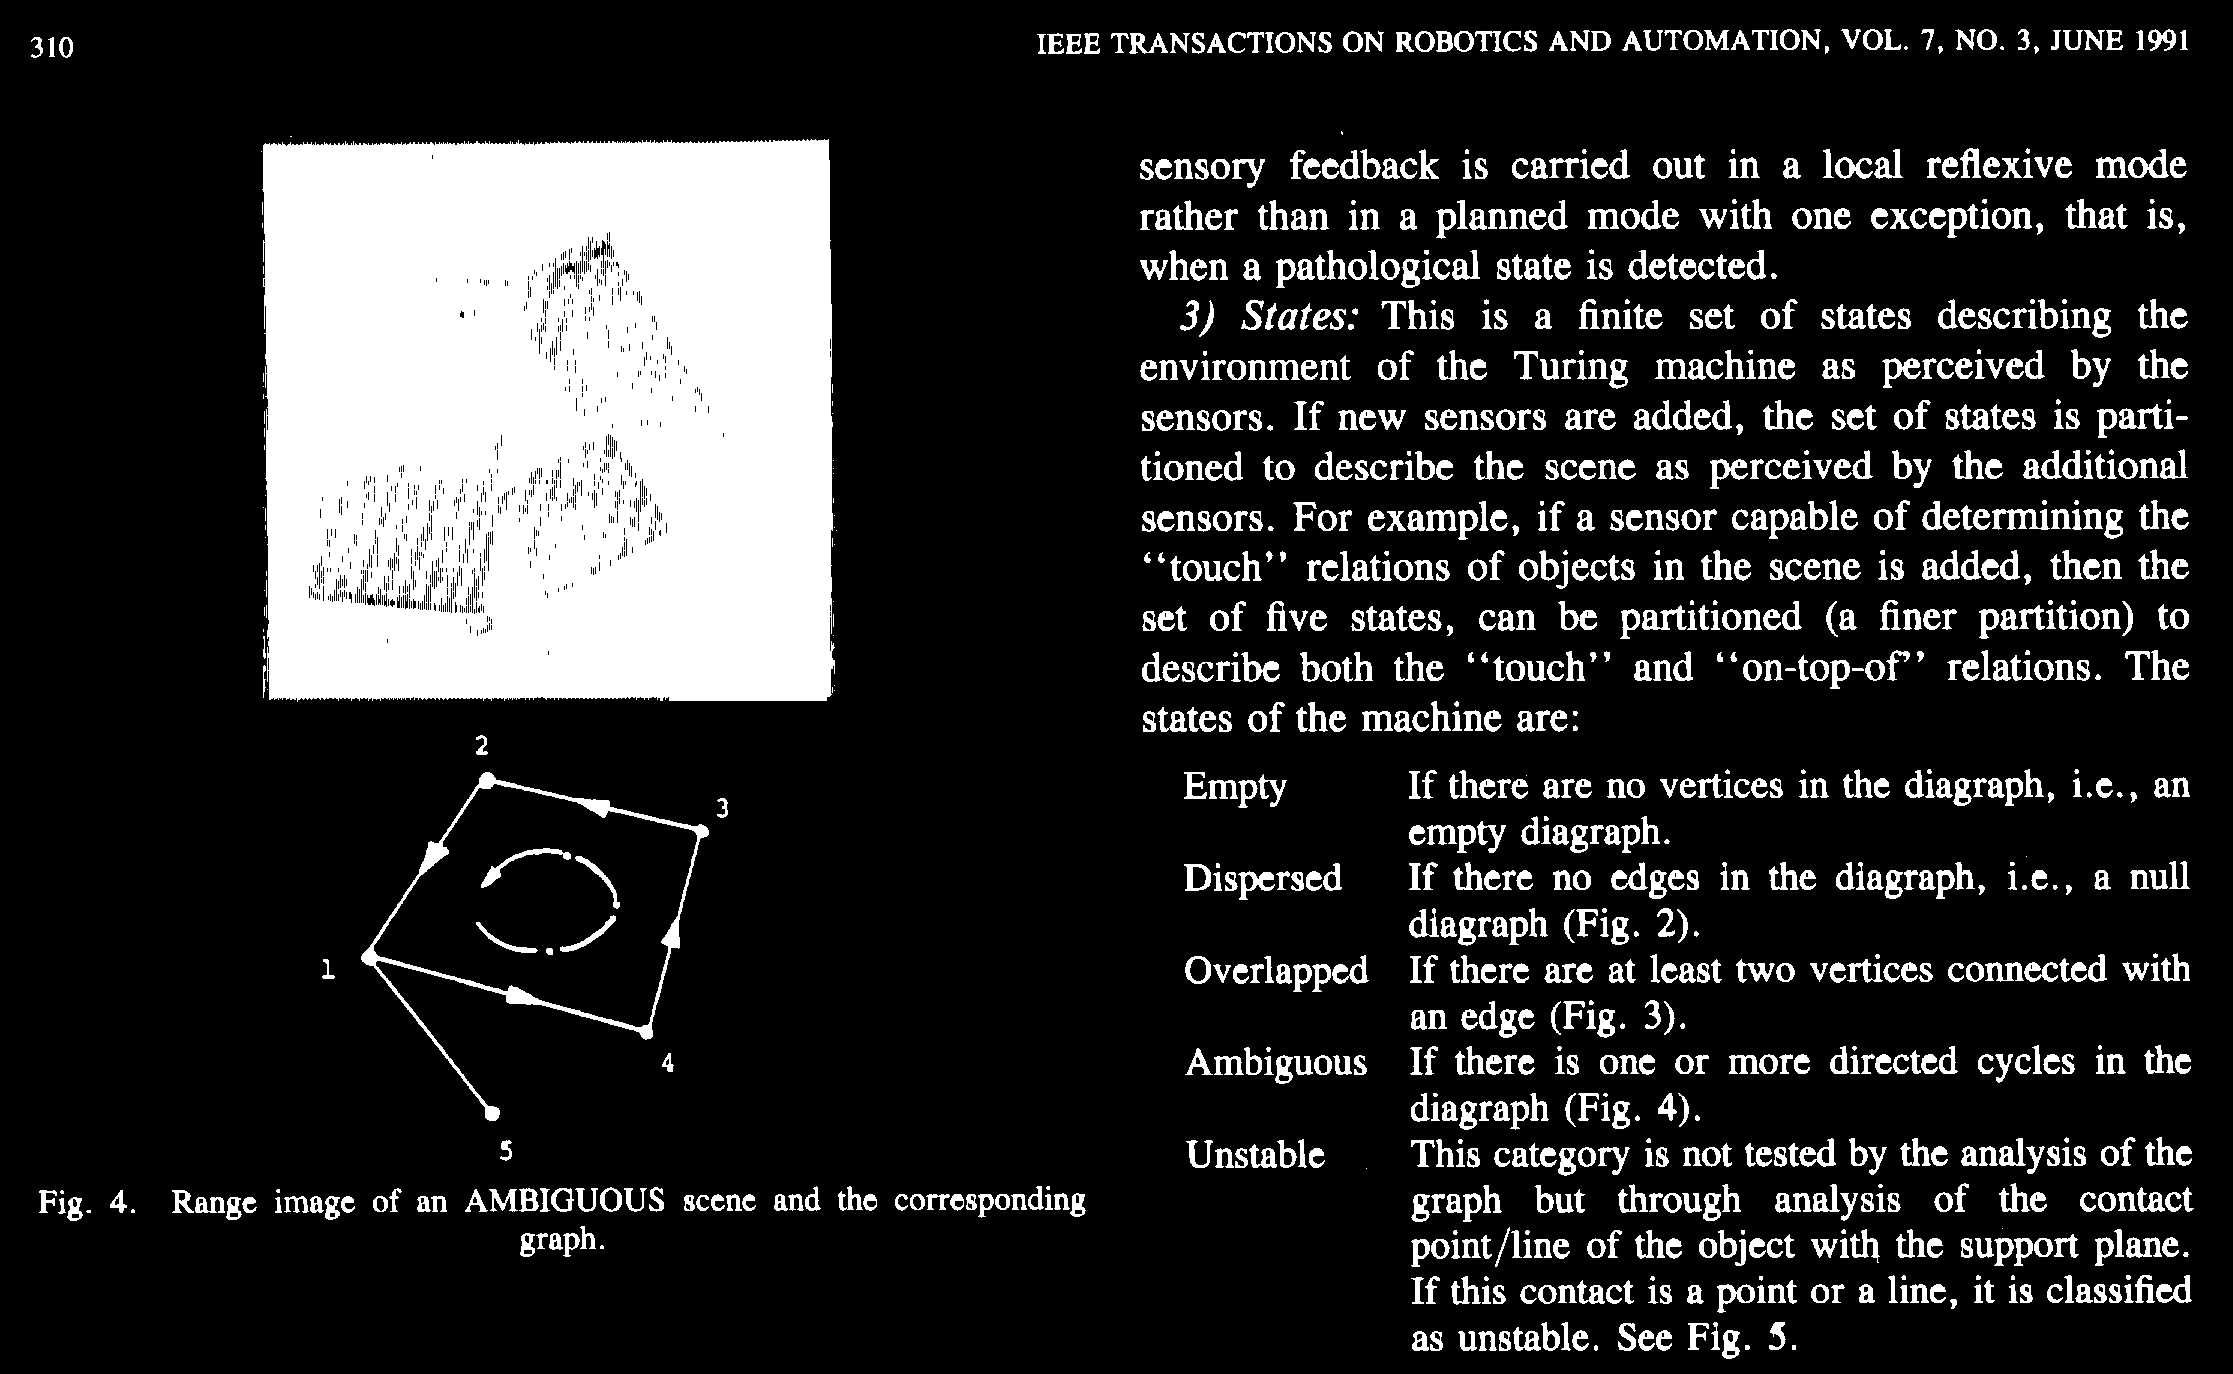 310
IEEE TRANSACTIONS ON ROBOTICS AND AUTOMATION, VOL. 7, NO. 3, JUNE 1991
2
3
1
4
5
Fig. 4. Range image of an AMBIGUOUS scene and the corresponding
graph.
sensory feedback is carried out in a local reflexive mode
rather than in a planned mode with one exception, that is,
when a pathological state is detected.
3) States: This is a finite set of states describing the
environment of the Turing machine as perceived by the
sensors. If new sensors are added, the set of states is parti-
tioned to describe the scene as perceived by the additional
sensors. For example, if a sensor capable of determining the
“touch” relations of objects in the scene is added, then the
set of five states, can be partitioned (a finer partition) to
describe both the “touch” and “on-top-of” relations. The
states of the machine are:
Empty If there are no vertices in the diagraph, i.e., an
empty diagraph.
Dispersed If there no edges in the diagraph, i.e., a null
diagraph (Fig. 2).
Overlapped If there are at least two vertices connected with
an edge (Fig. 3).
Ambiguous If there is one or more directed cycles in the
diagraph (Fig. 4).
Unstable This category is not tested by the analysis of the
graph but through analysis of the contact
point/line of the object with the support plane.
If this contact is a point or a line, it is classified
as unstable. See Fig. 5.